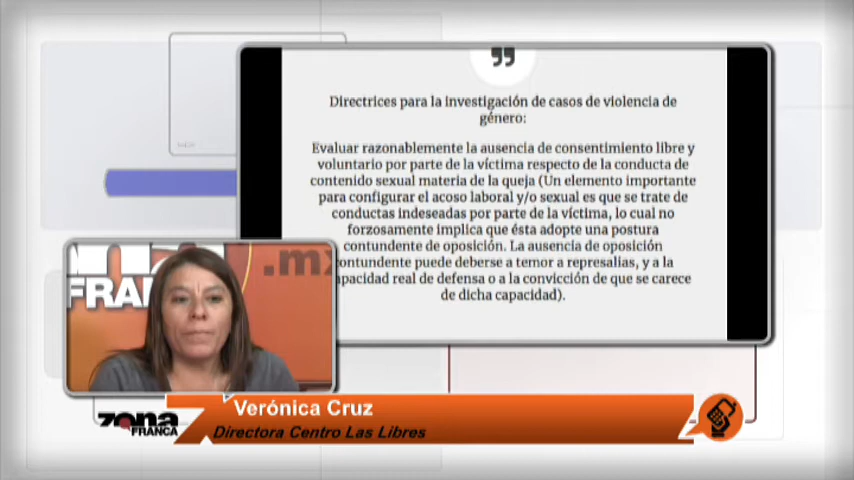 Directrices para la investigación de casos de violencia de
género:
Evaluar razonablemente la ausencia de consentimiento libre y
voluntario por parte de la víctima respecto de la conducta de
contenido sexual materia de la queja (Un elemento importante
para configurar el acoso laboral y/o sexual es que se trate de
conductas indeseadas por parte de la víctima, lo cual no
forzosamente implica que ésta adopte una postura
contundente de oposición. La ausencia de oposición
contundente puede deberse a temor a represalias, y a la
capacidad real de defensa o a la convicción de que se carece
de dicha capacidad).
.mx
FRANCA
Verónica Cruz
Directora Centro Las Libres
ZONA
FRANCA